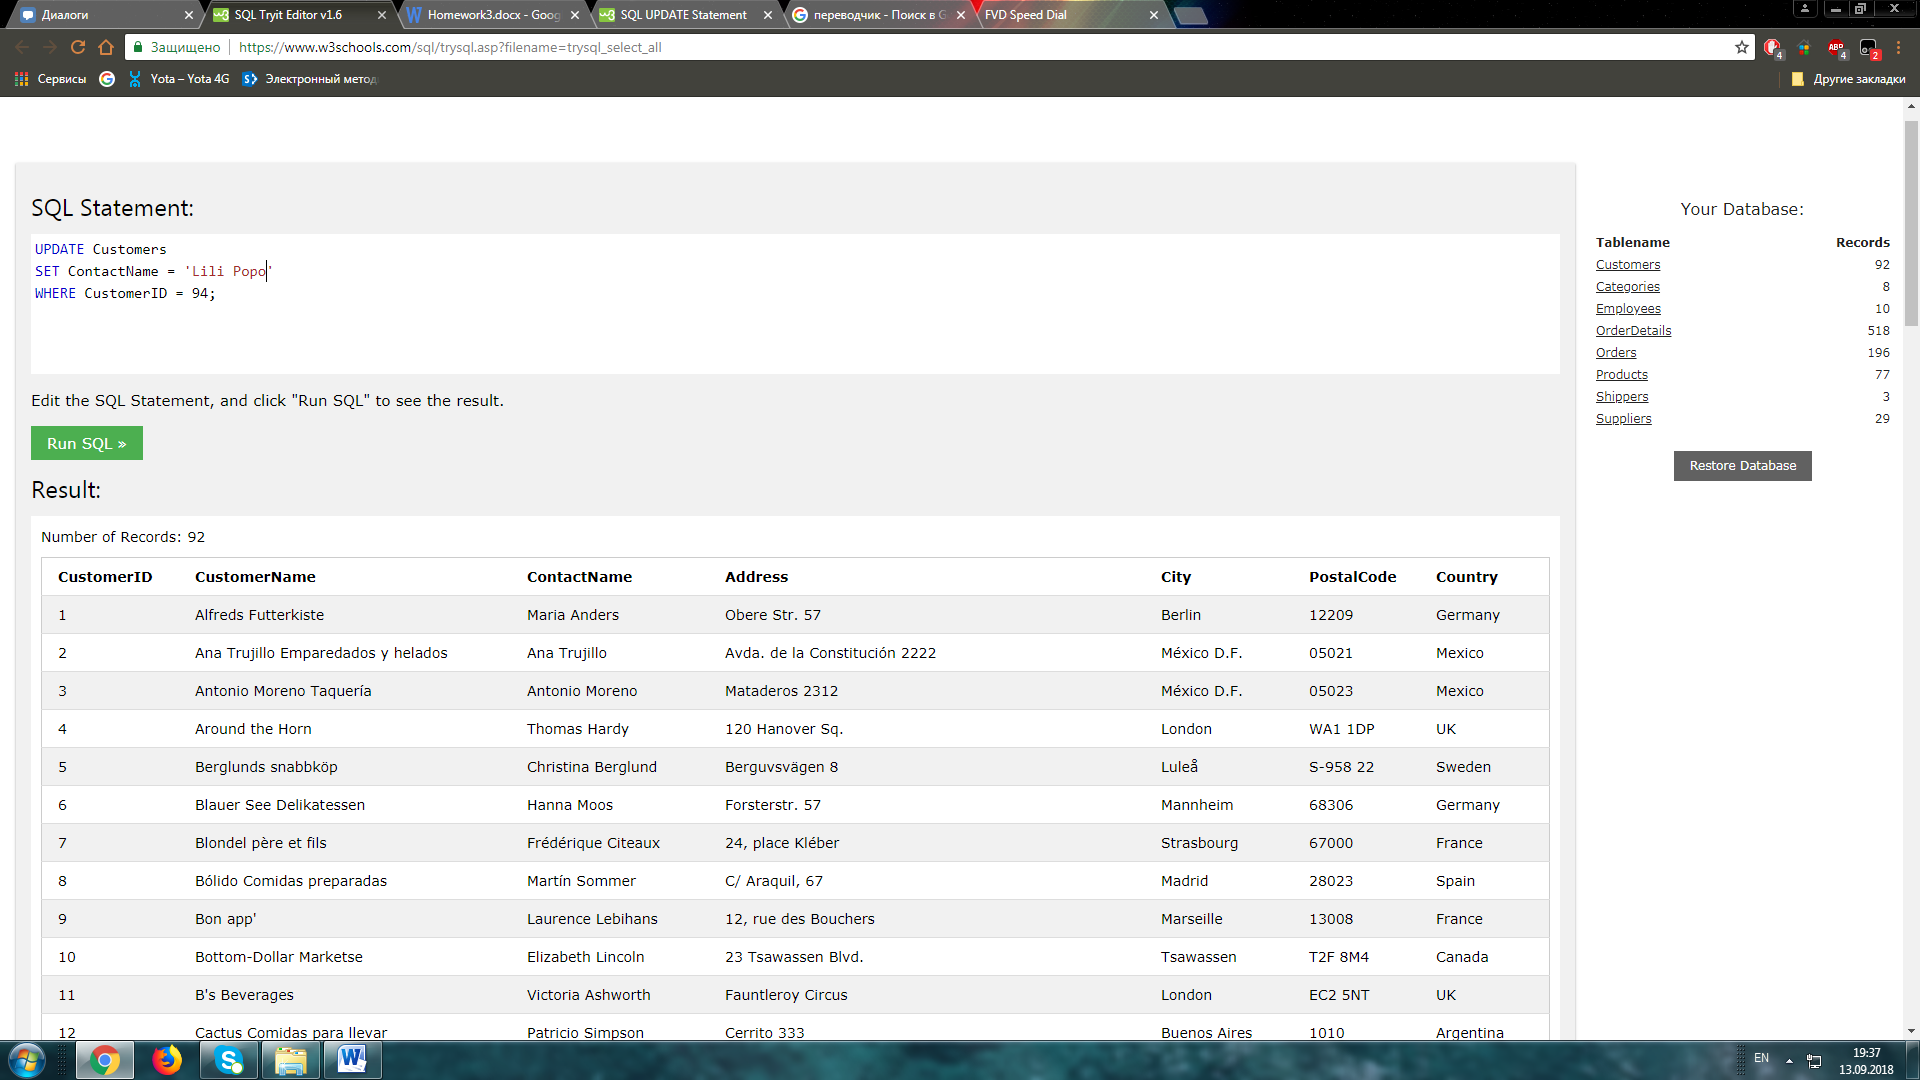 Диалоги
SQL Tryit Editor v1.6
Homework3.docx - Goog
SQL UPDATE Statement
переводчик - Поиск в G
FVD Speed Dial
Защищено
https://www.w3schools.com/sql/trysql.asp?filename=trysql_select_all
4
ABP
4
2
Сервисы
Yota – Yota 4G
Электронный метод
Другие закладки
SQL Statement:
UPDATE Customers
SET ContactName = 'Lili Popo'
WHERE CustomerID = 94;
Edit the SQL Statement, and click "Run SQL" to see the result.
Run SQL »
Result:
Number of Records: 92
CustomerID CustomerName ContactName Address City PostalCode Country
1 Alfreds Futterkiste Maria Anders Obere Str. 57 Berlin 12209 Germany
2 Ana Trujillo Emparedados y helados Ana Trujillo Avda. de la Constitución 2222 México D.F. 05021 Mexico
3 Antonio Moreno Taquería Antonio Moreno Mataderos 2312 México D.F. 05023 Mexico
4 Around the Horn Thomas Hardy 120 Hanover Sq. London WA1 1DP UK
5 Berglunds snabbköp Christina Berglund Berguvsvägen 8 Luleå S-958 22 Sweden
6 Blauer See Delikatessen Hanna Moos Forsterstr. 57 Mannheim 68306 Germany
7 Blondel père et fils Frédérique Citeaux 24, place Kléber Strasbourg 67000 France
8 Bólido Comidas preparadas Martín Sommer C/ Araquil, 67 Madrid 28023 Spain
9 Bon app' Laurence Lebihans 12, rue des Bouchers Marseille 13008 France
10 Bottom-Dollar Marketse Elizabeth Lincoln 23 Tsawassen Blvd. Tsawassen T2F 8M4 Canada
11 B's Beverages Victoria Ashworth Fauntleroy Circus London EC2 5NT UK
12 Cactus Comidas para llevar Patricio Simpson Cerrito 333 Buenos Aires 1010 Argentina
Your Database:
Tablename Records
Customers 92
Categories 8
Employees 10
OrderDetails 518
Orders 196
Products 77
Shippers 3
Suppliers 29
Restore Database
EN
19:37
13.09.2018